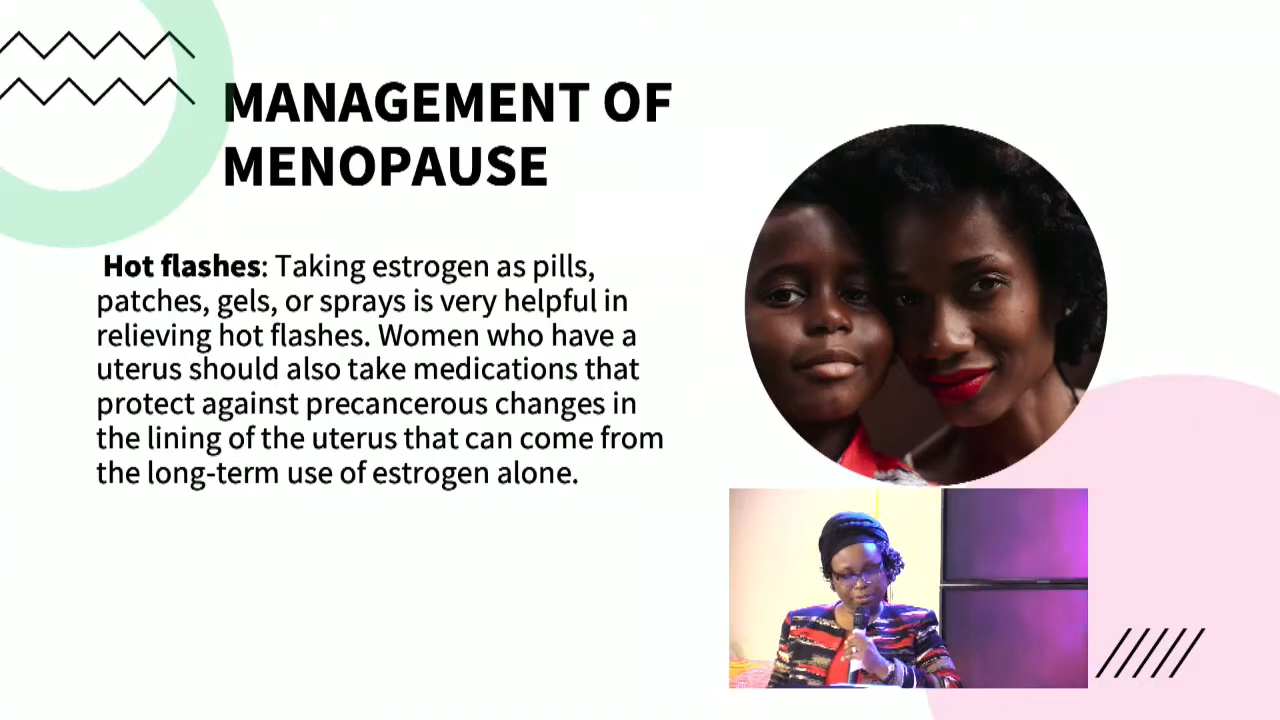 MANAGEMENT OF
MENOPAUSE
Hot flashes: Taking estrogen as pills,
patches, gels, or sprays is very helpful in
relieving hot flashes. Women who have a
uterus should also take medications that
protect against precancerous changes in
the lining of the uterus that can come from
the long-term use of estrogen alone.